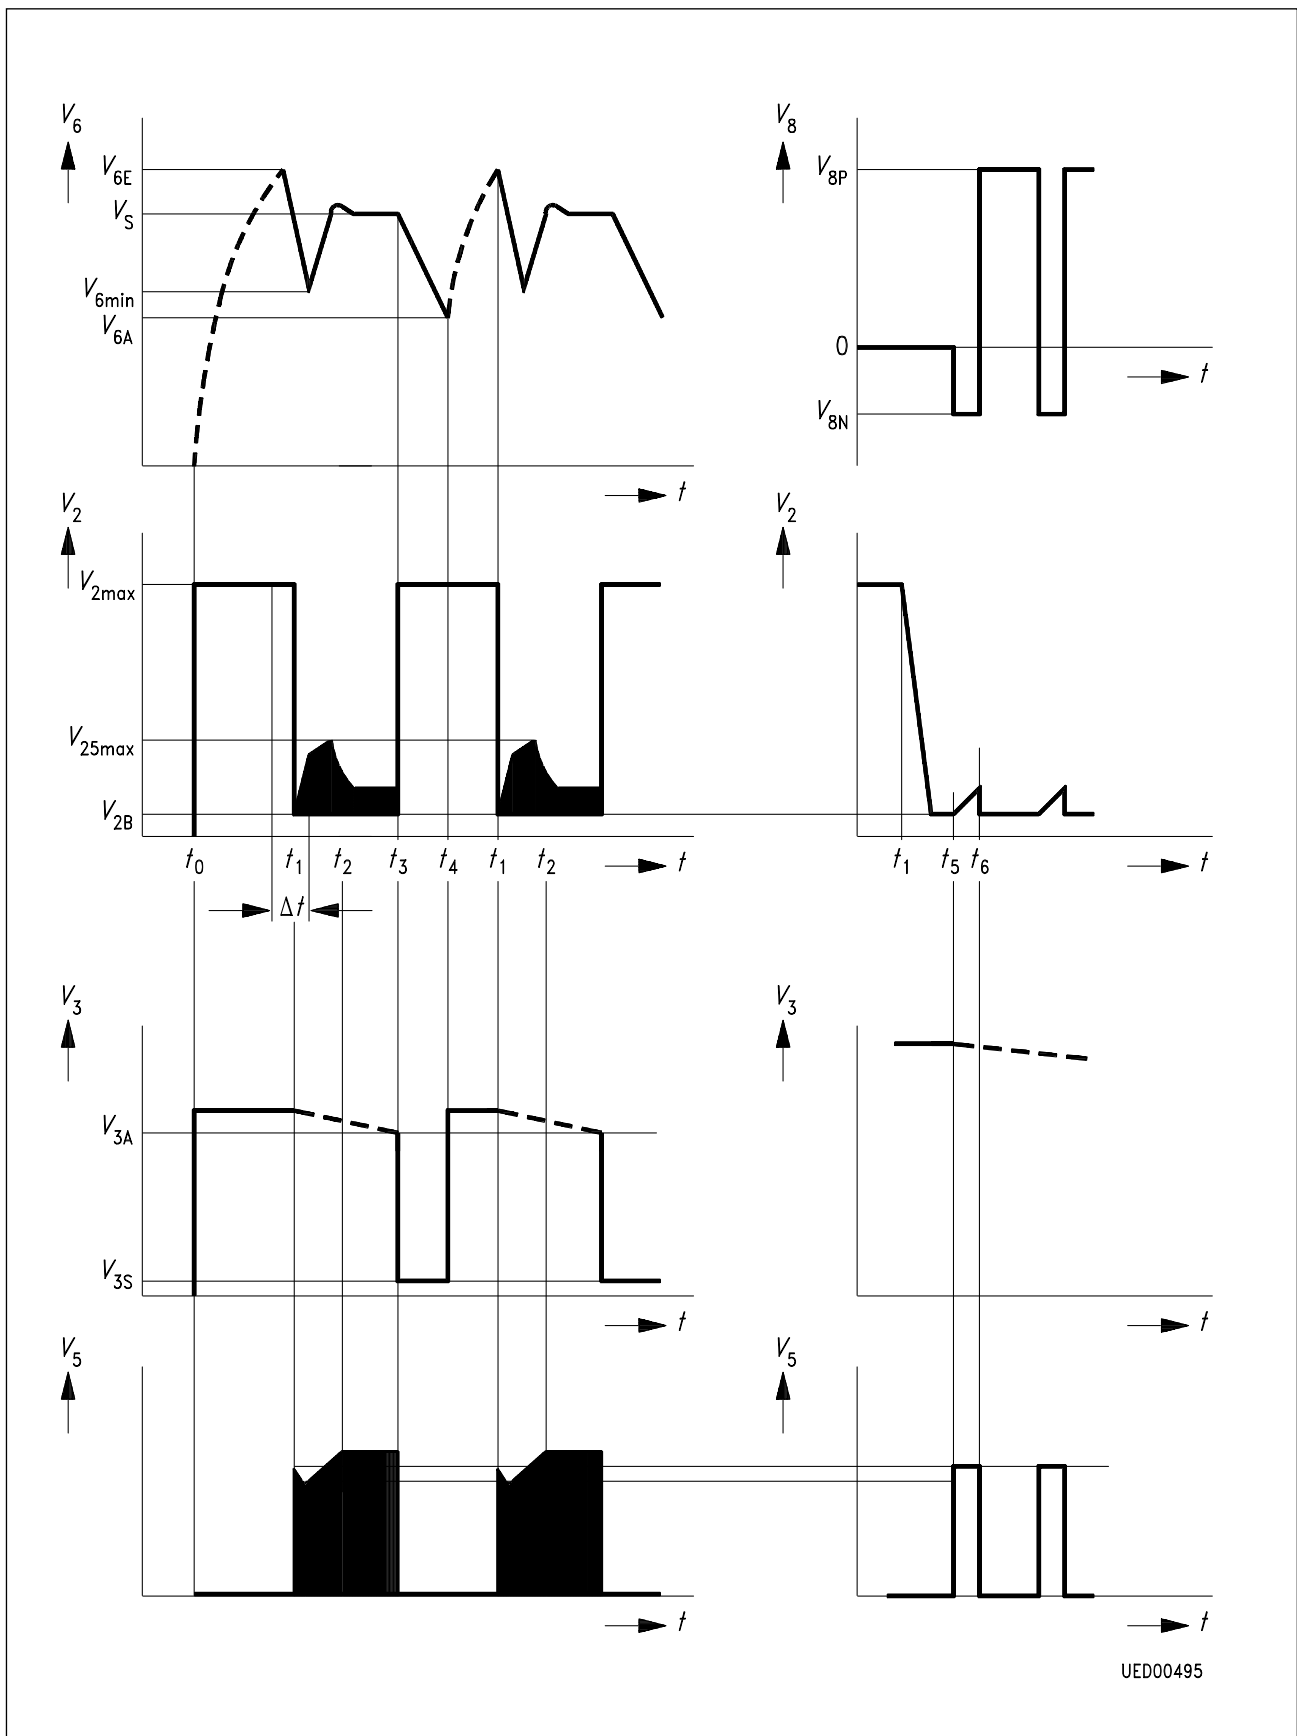 V6
V6E
VS
V6min
V6A
t
V8
V8P
0
V8N
t
V2
V2max
V25max
V2B
t0 t1 t2 t3 t4 t1 t2 t
Δt
V2
t1 t5 t6 t
V3
V3A
V3S
t
V3
t
V5
t
V5
t
UED00495